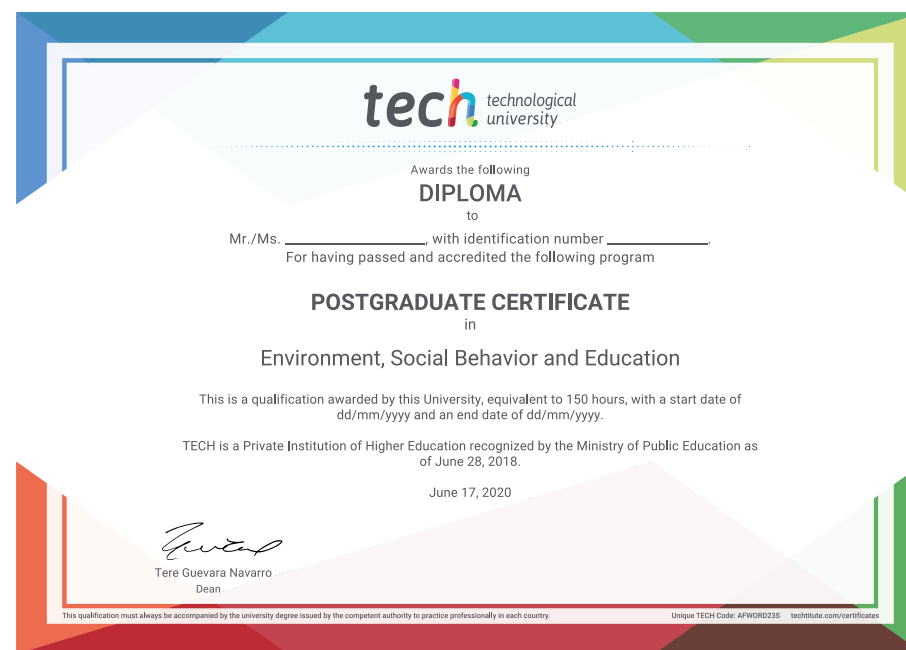 tech technological
university
Awards the following
DIPLOMA
to
Mr./Ms. ____________________, with identification number ______________.
For having passed and accredited the following program
POSTGRADUATE CERTIFICATE
in
Environment, Social Behavior and Education
This is a qualification awarded by this University, equivalent to 150 hours, with a start date of
dd/mm/yyyy and an end date of dd/mm/yyyy.
TECH is a Private Institution of Higher Education recognized by the Ministry of Public Education as
of June 28, 2018.
June 17, 2020
Tere Guevara Navarro
Dean
This qualification must always be accompanied by the university degree issued by the competent authority to practice professionally in each country. Unique TECH Code: AFWORD23S techtitute.com/certificates